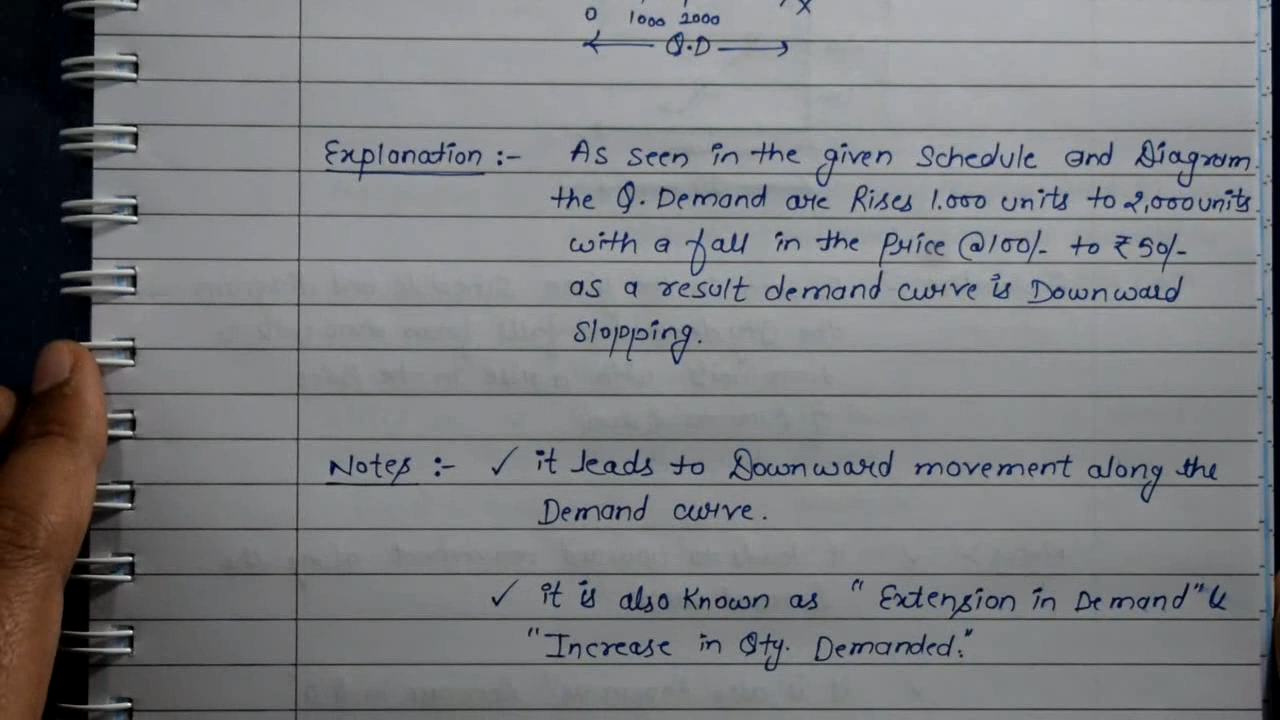 0 1000 2000 X
Q.D
Explanation :- As seen in the given Schedule and Diagram.
the Q. Demand are Rises 1.000 units to 2,000 units
with a fall in the Price @100/- to ₹50/-
as a result demand curve is Downward
Slopping.
Notes :- ✓ it leads to Downward movement along the
Demand curve.
✓ it is also known as "Extension in Demand" &
"Increase in Qty. Demanded."